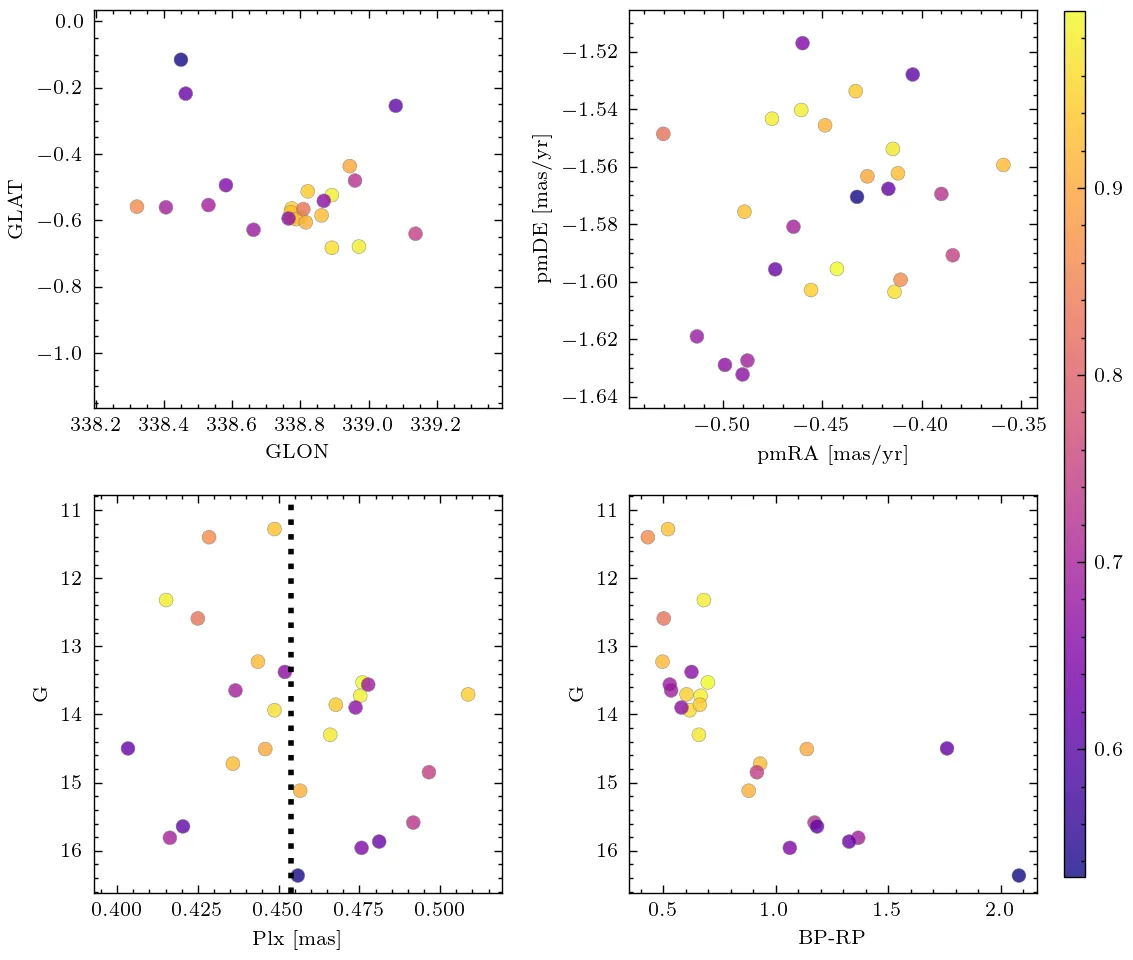 0.0
−0.2
−0.4
−0.6
−0.8
−1.0
GLAT
338.2 338.4 338.6 338.8 339.0 339.2
GLON
−1.52
−1.54
−1.56
−1.58
−1.60
−1.62
−1.64
pmDE [mas/yr]
−0.50 −0.45 −0.40 −0.35
pmRA [mas/yr]
0.9
0.8
0.7
0.6
11
12
13
14
15
16
G
0.400 0.425 0.450 0.475 0.500
Plx [mas]
11
12
13
14
15
16
G
0.5 1.0 1.5 2.0
BP-RP